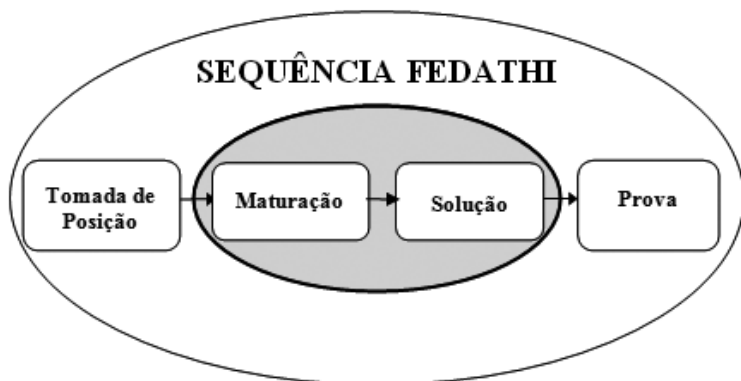 SEQUÊNCIA FEDATHI
Tomada de
Posição
Maturação
Solução
Prova